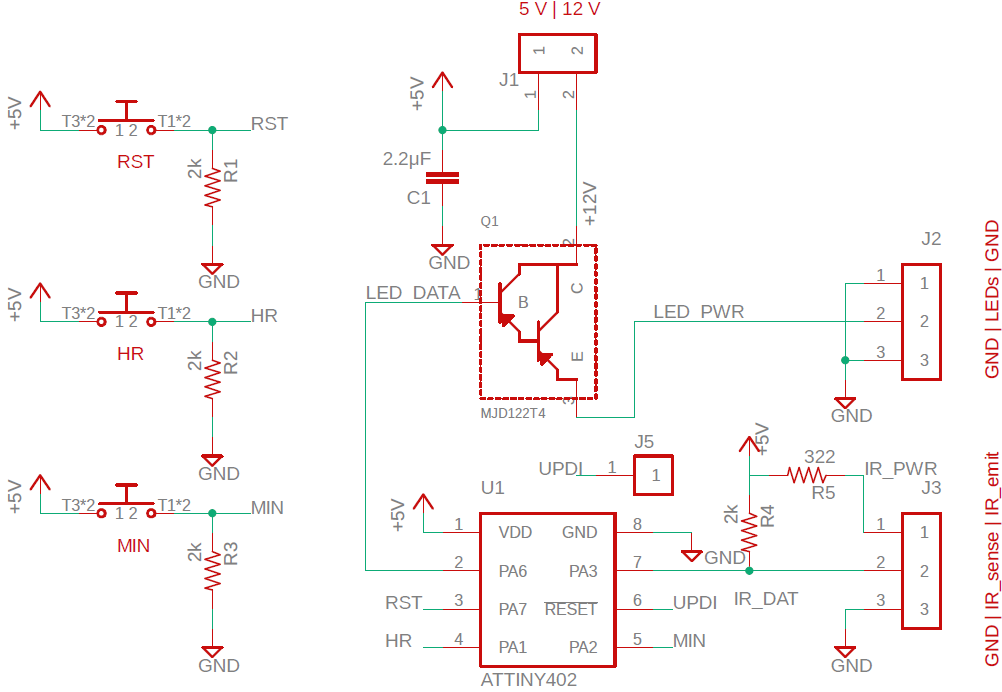 5 V | 12 V
1 2
J1
1 2
+5V
2.2µF
C1
GND
+12V
+5V
T3*2
1 2
T1*2
RST
RST
2k
R1
GND
+5V
T3*2
1 2
T1*2
HR
HR
2k
R2
GND
+5V
T3*2
1 2
T1*2
MIN
MIN
2k
R3
GND
Q1
2
LED_DATA
1
B
C
E
3
MJD122T4
LED_PWR
J2
1 1
2 2
3 3
GND
GND | LEDs | GND
J5
UPDI 1 1
U1
+5V
1 VDD GND 8
GND
2 PA6 PA3 7
RST 3 PA7 RESET 6 UPDI
HR 4 PA1 PA2 5 MIN
ATTINY402
+5V
322
R5
IR_PWR
J3
2k
R4
IR_DAT
1 1
2 2
3 3
GND
GND | IR_sense | IR_emit